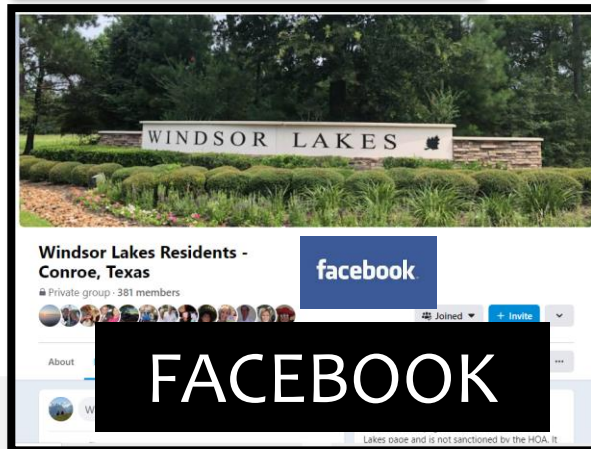 WINDSOR LAKES
Windsor Lakes Residents -
Conroe, Texas
Private group · 381 members
facebook
Joined
+ Invite
About
FACEBOOK
W
Lakes page and is not sanctioned by the HOA. It